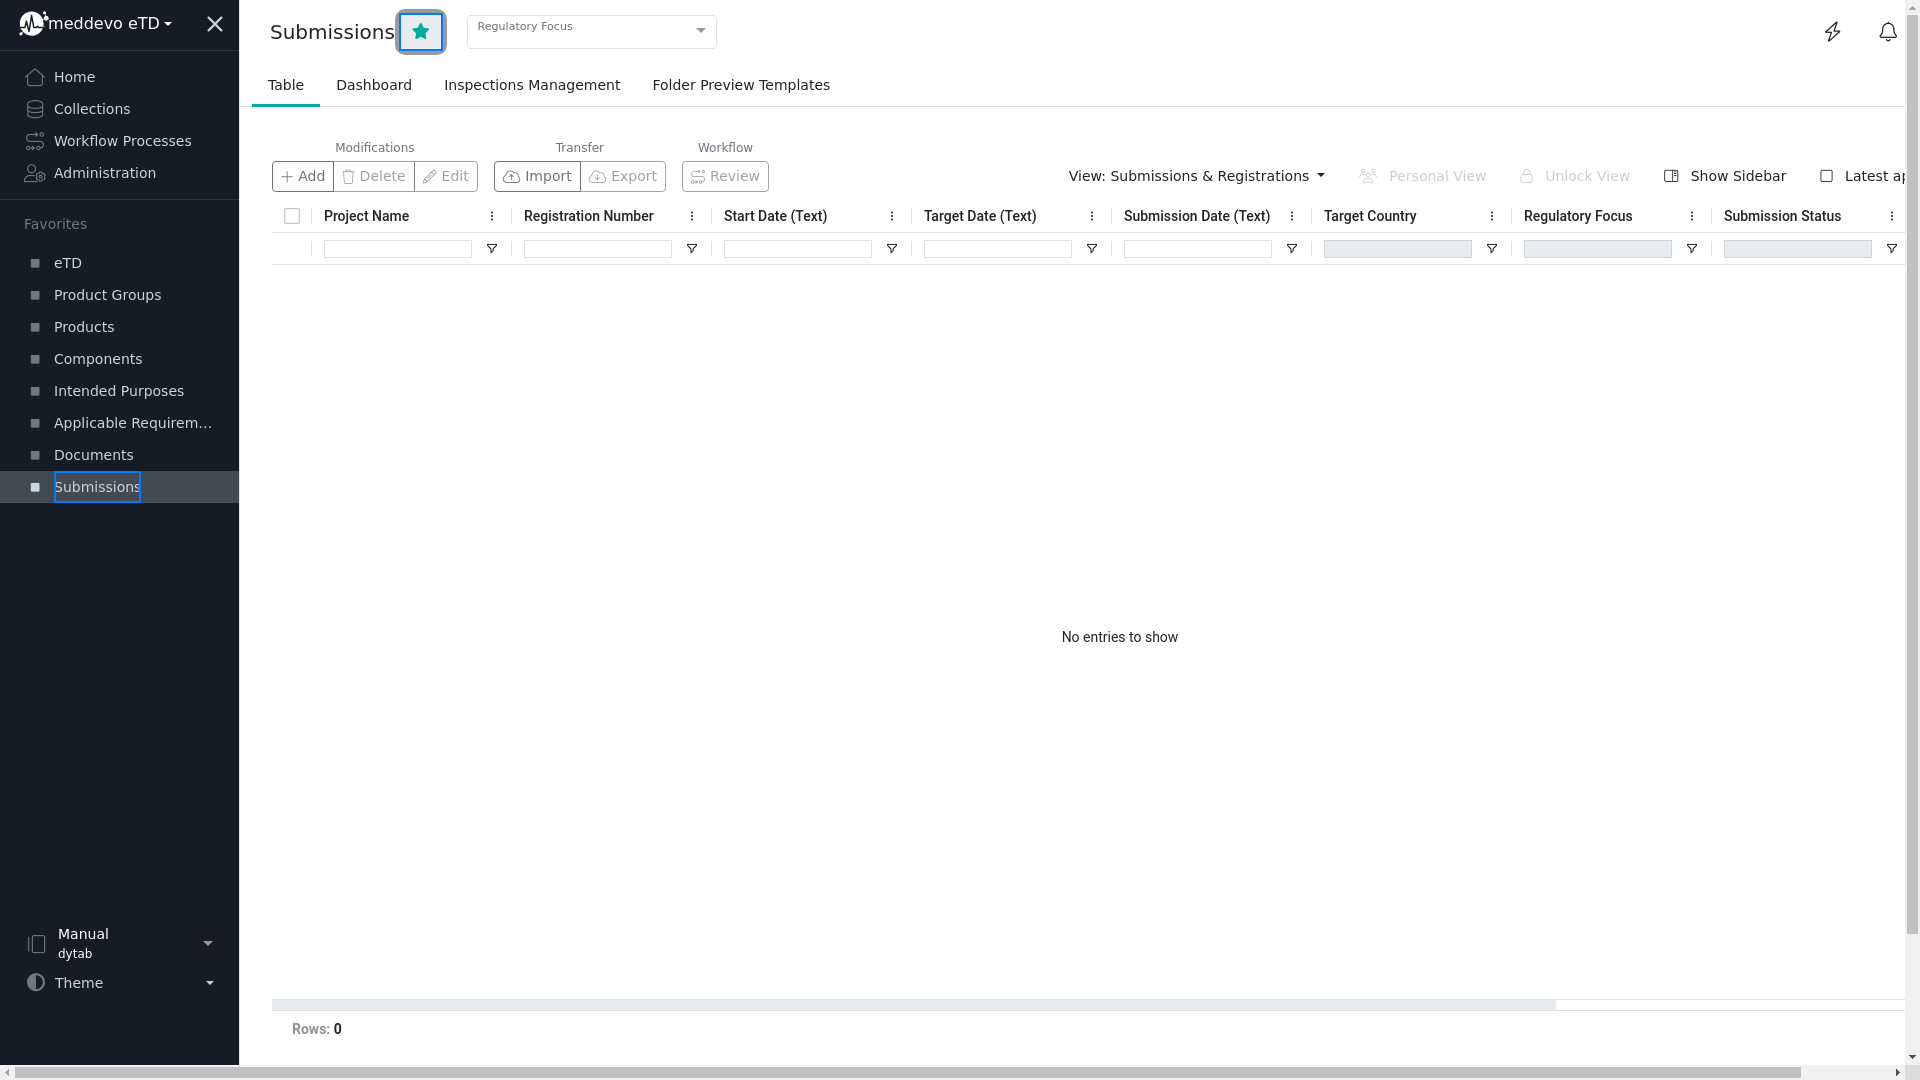 meddevo eTD
Home
Collections
Workflow Processes
Administration
Favorites
eTD
Product Groups
Products
Components
Intended Purposes
Applicable Requirem...
Documents
Submissions
Manual
dytab
Theme
Submissions
Regulatory Focus
Table Dashboard Inspections Management Folder Preview Templates
Modifications Transfer Workflow
Add Delete Edit Import Export Review View: Submissions & Registrations Personal View Unlock View Show Sidebar Latest ap
Project Name Registration Number Start Date (Text) Target Date (Text) Submission Date (Text) Target Country Regulatory Focus Submission Status
No entries to show
Rows: 0